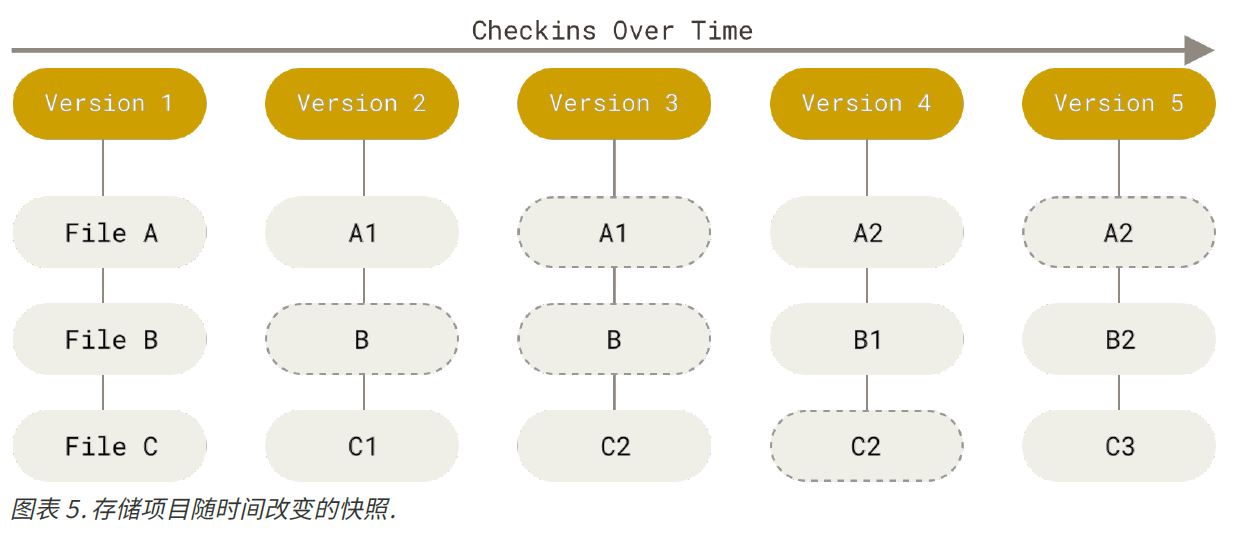 Checkins Over Time
Version 1 Version 2 Version 3 Version 4 Version 5
File A A1 A1 A2 A2
File B B B B1 B2
File C C1 C2 C2 C3
图表 5. 存储项目随时间改变的快照.